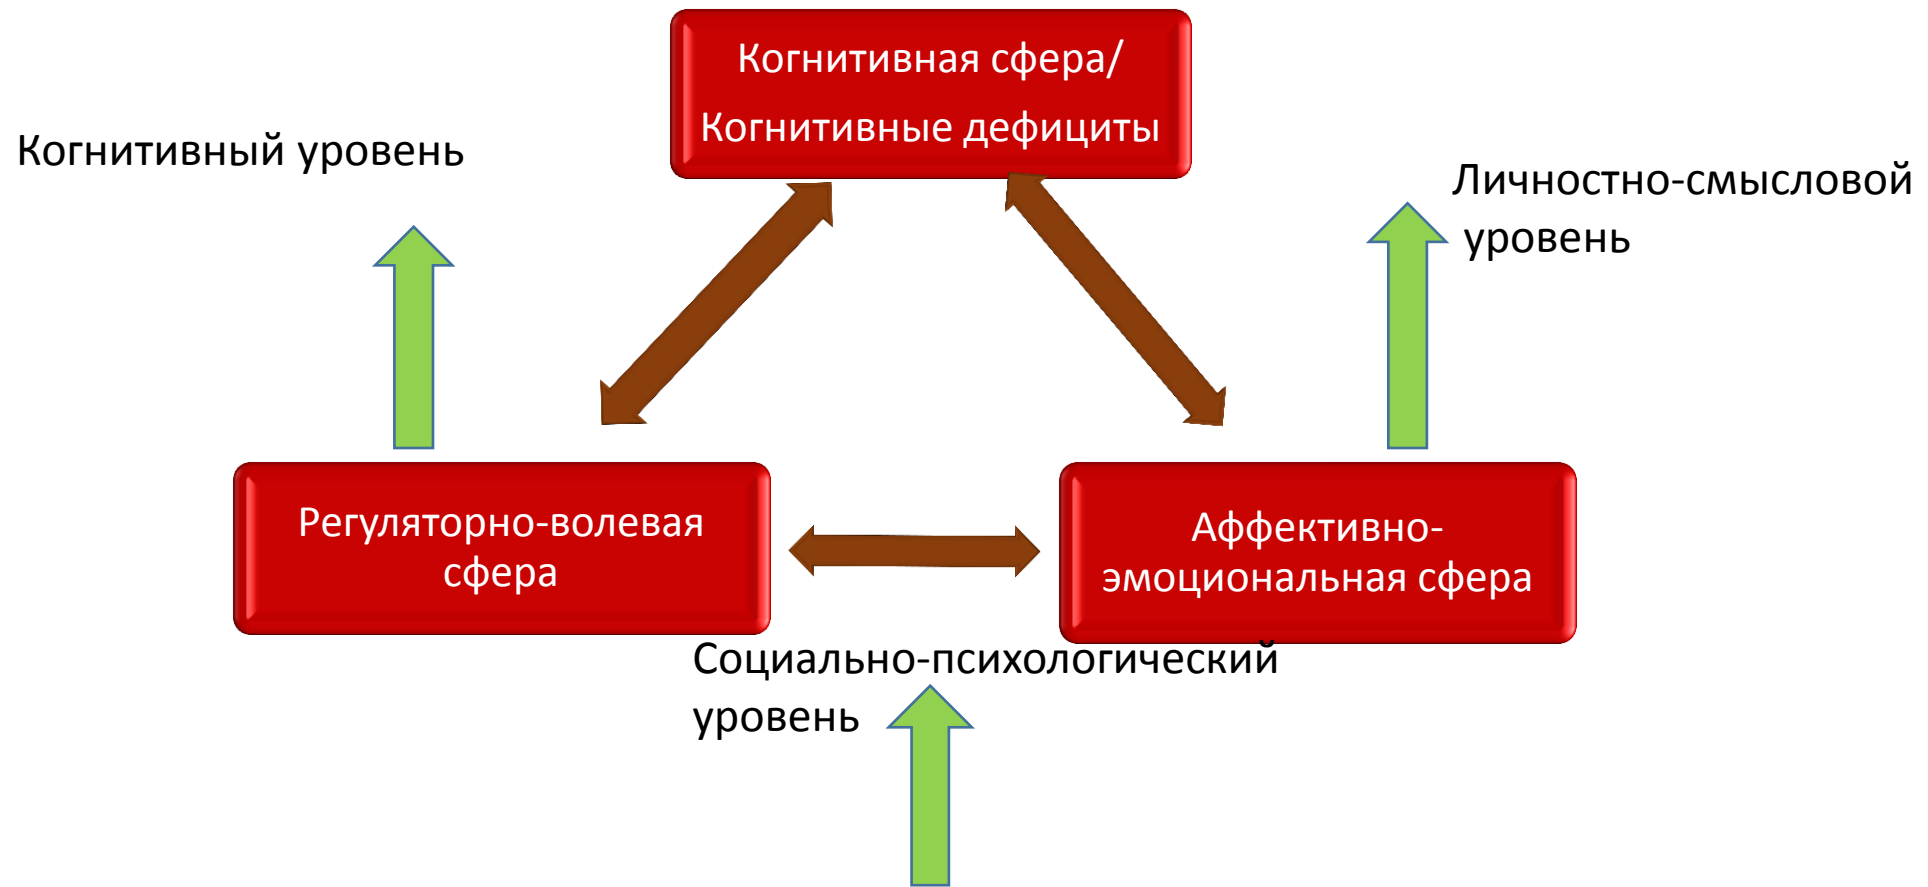 Когнитивная сфера/
Когнитивные дефициты
Когнитивный уровень
Личностно-смысловой
уровень
Регуляторно-волевая
сфера
Аффективно-
эмоциональная сфера
Социально-психологический
уровень